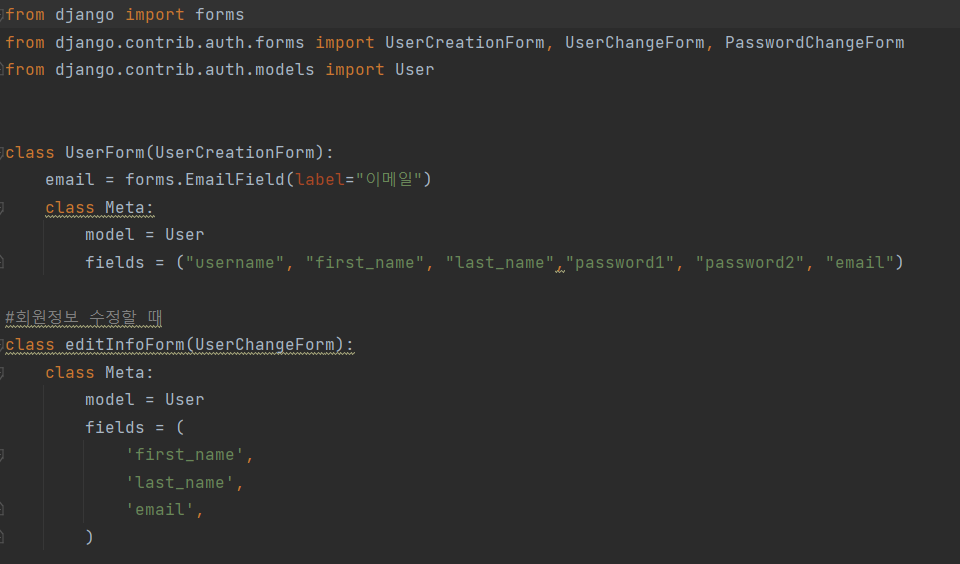 from django import forms
from django.contrib.auth.forms import UserCreationForm, UserChangeForm, PasswordChangeForm
from django.contrib.auth.models import User
class UserForm(UserCreationForm):
    email = forms.EmailField(label="이메일")
    class Meta:
        model = User
        fields = ("username", "first_name", "last_name","password1", "password2", "email")
#회원정보 수정할 때
class editInfoForm(UserChangeForm):
    class Meta:
        model = User
        fields = (
            'first_name',
            'last_name',
            'email',
        )